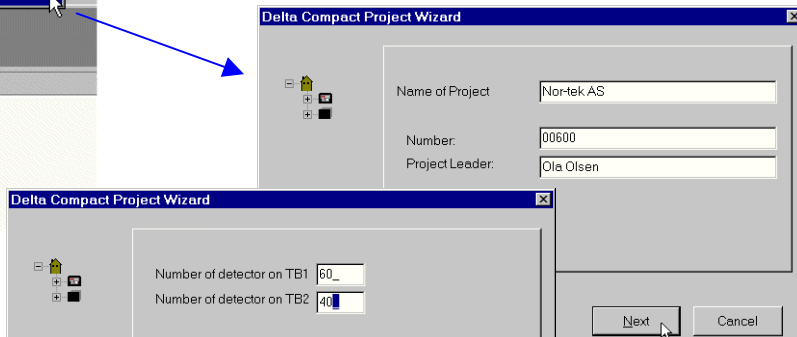 Delta Compact Project Wizard
Name of Project Nor-tek AS
Number: 00600
Project Leader: Ola Olsen
Next Cancel
Delta Compact Project Wizard
Number of detector on TB1 60_
Number of detector on TB2 40_